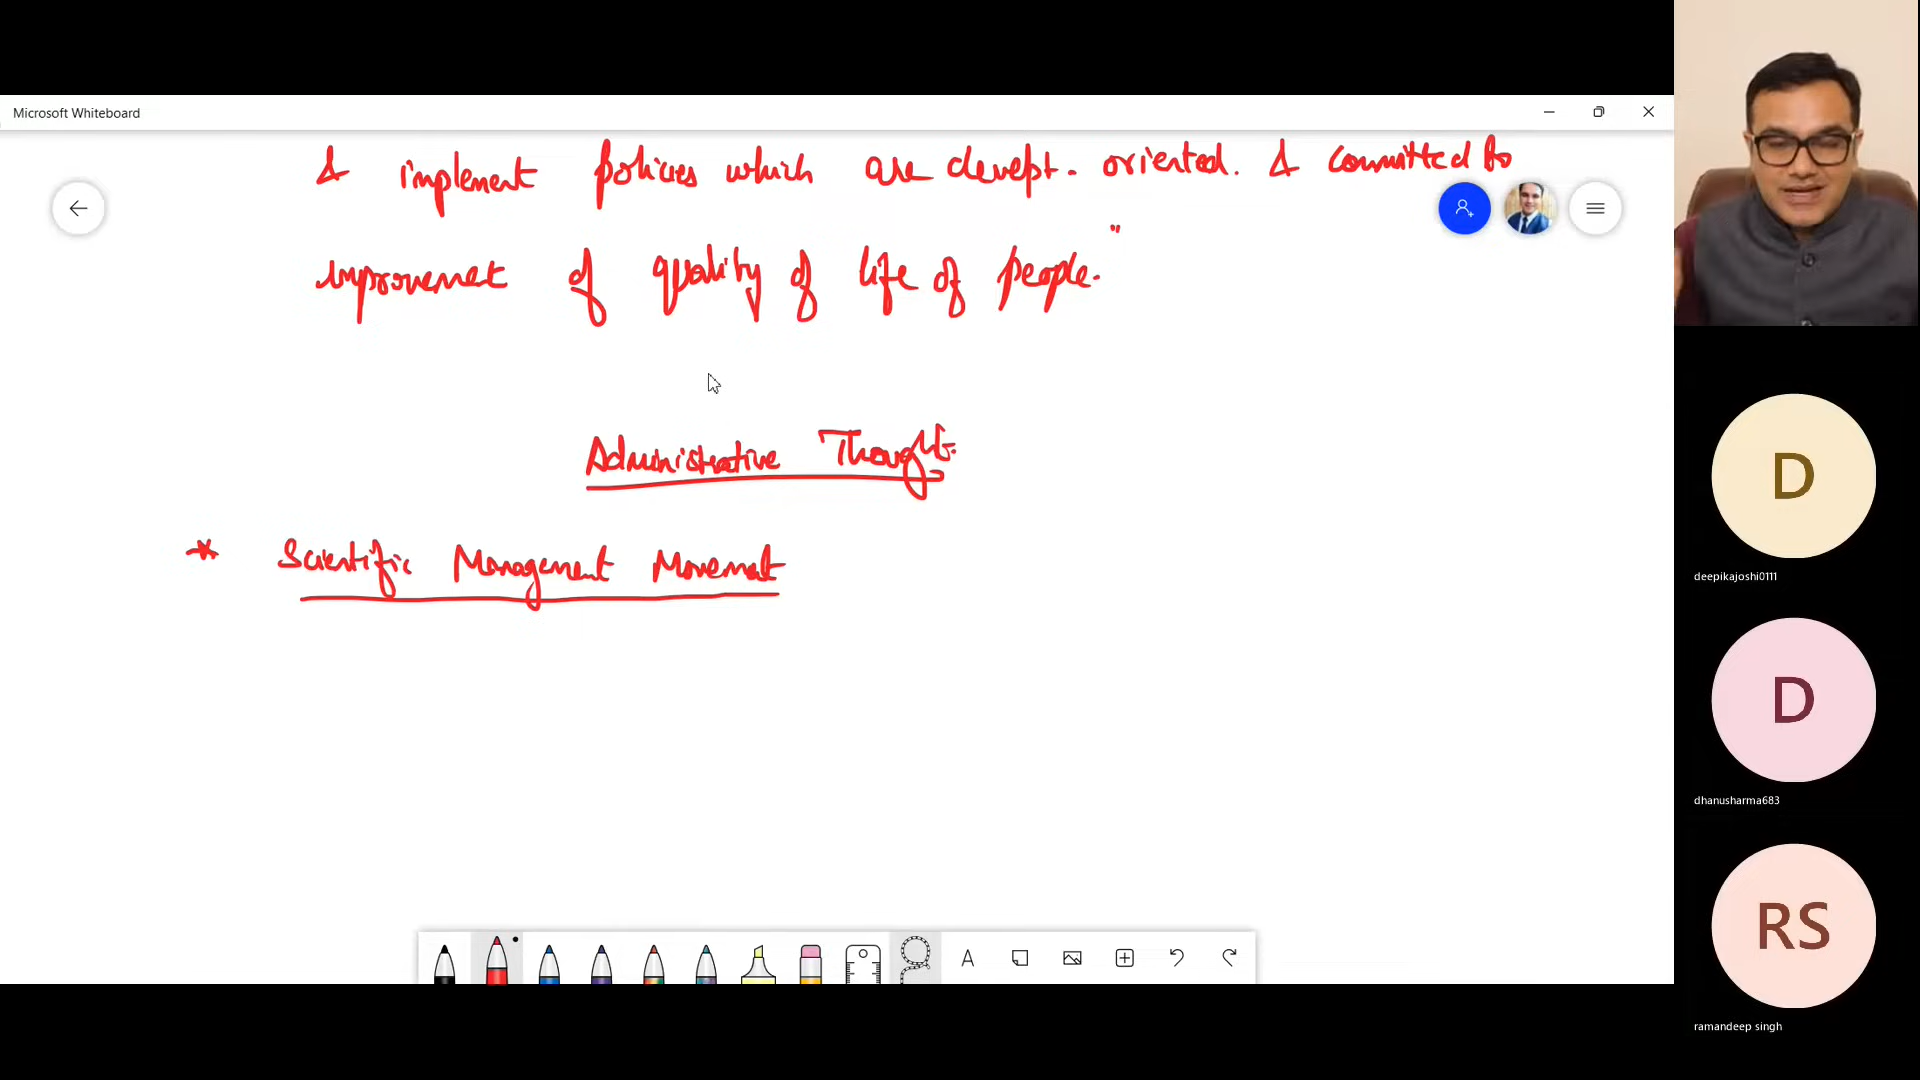 Microsoft Whiteboard
& implement policies which are develpt. oriented. & committed to
improvement of quality of life of people."
Administrative Thought
* Scientific Management Movement
A
D
deepikajoshi0111
D
dhanusharma683
RS
ramandeep singh